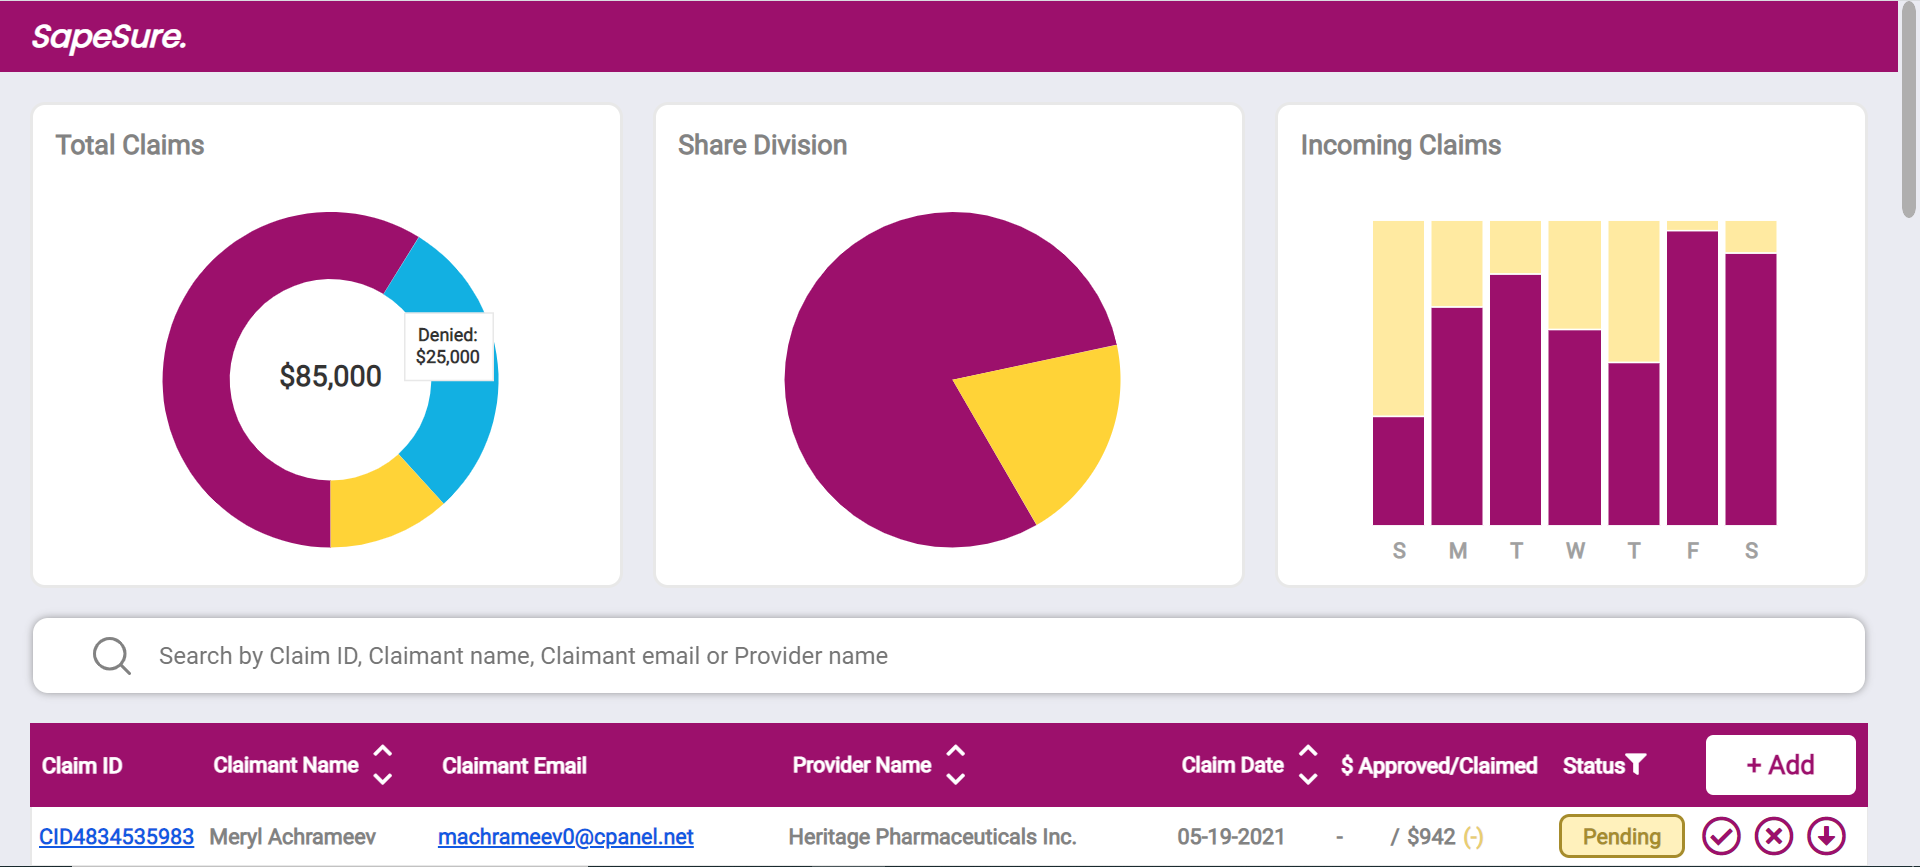 SapeSure.
Total Claims
Share Division
Incoming Claims
Denied:
$25,000
$85,000
S M T W T F S
Search by Claim ID, Claimant name, Claimant email or Provider name
Claim ID Claimant Name Claimant Email Provider Name Claim Date $ Approved/Claimed Status + Add
CID4834535983 Meryl Achrameev machrameev0@cpanel.net Heritage Pharmaceuticals Inc. 05-19-2021 - / $942 (-) Pending